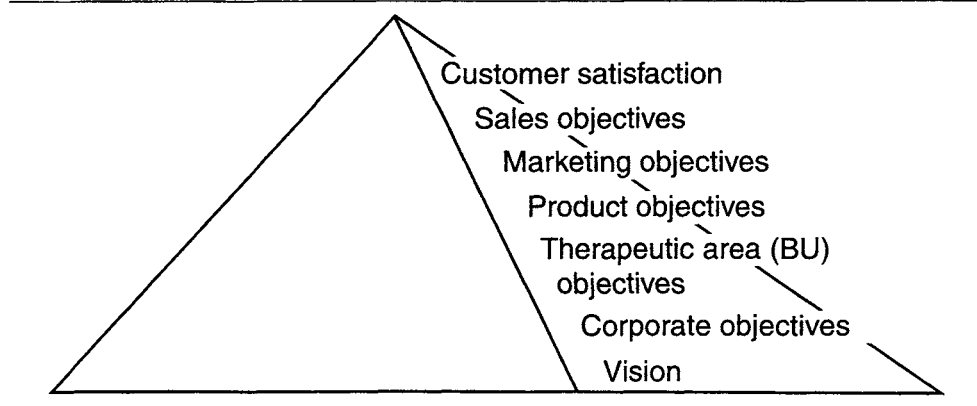 Customer satisfaction
Sales objectives
Marketing objectives
Product objectives
Therapeutic area (BU)
objectives
Corporate objectives
Vision